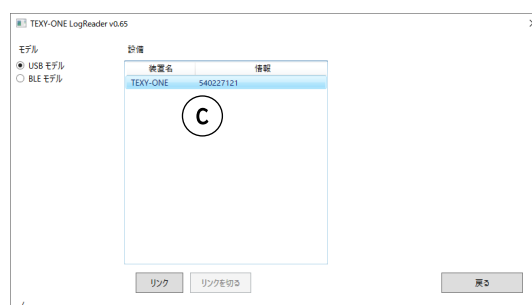 TEXY-ONE LogReader v0.65
モデル
設備
USB モデル
BLE モデル
装置名
情報
TEXY-ONE
540227121
C
リンク
リンクを切る
戻る